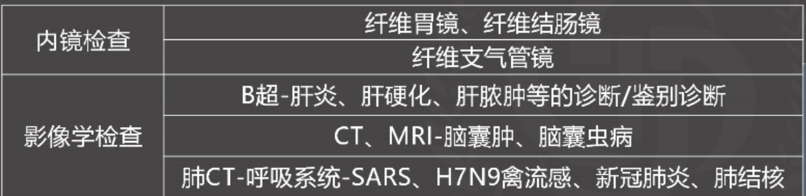 内镜检查
纤维胃镜、纤维结肠镜
纤维支气管镜
影像学检查
B超-肝炎、肝硬化、肝脓肿等的诊断/鉴别诊断
CT、MRI-脑囊肿、脑囊虫病
肺CT-呼吸系统-SARS、H7N9禽流感、新冠肺炎、肺结核